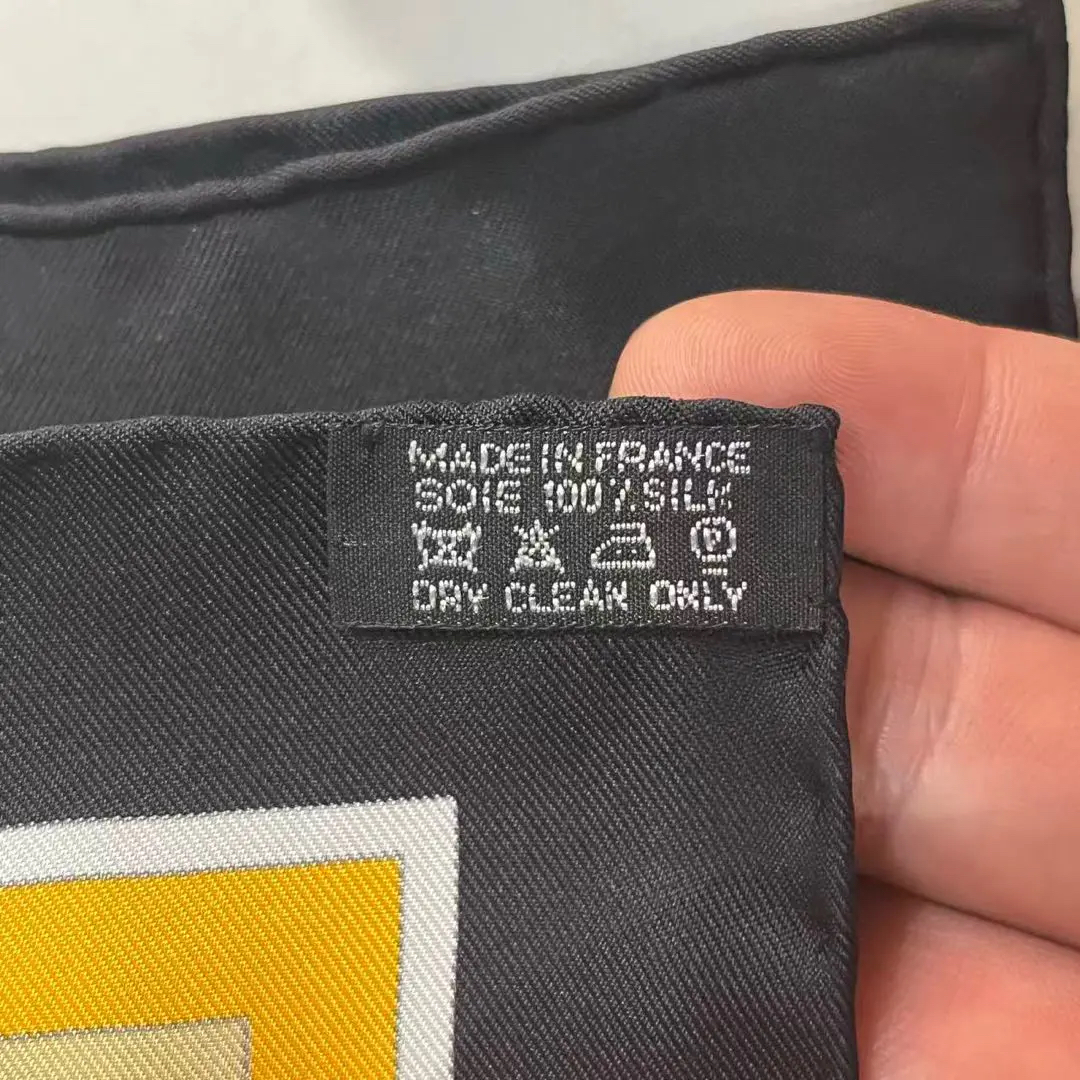 MADE IN FRANCE
SOIE 100% SILK
P
DRY CLEAN ONLY